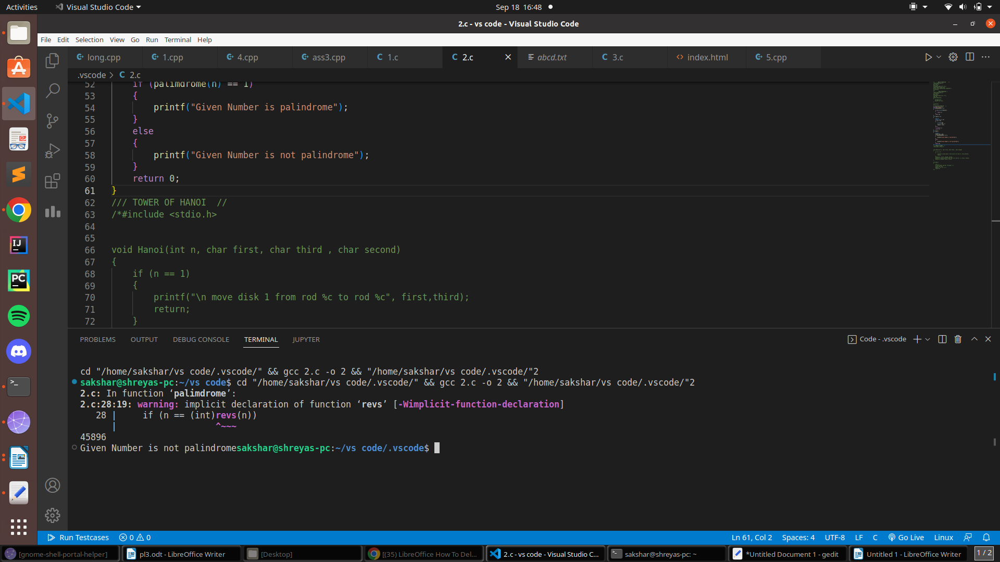 Activities
Visual Studio Code
Sep 18 16:48
2.c - vs code - Visual Studio Code
File Edit Selection View Go Run Terminal Help
long.cpp
1.cpp
4.cpp
ass3.cpp
1.c
2.c
abcd.txt
3.c
index.html
5.cpp
.vscode > C 2.c
52 if (palimdrome(n) == 1)
53 {
54 printf("Given Number is palindrome");
55 }
56 else
57 {
58 printf("Given Number is not palindrome");
59 }
60 return 0;
61 }
62 /// TOWER OF HANOI  //
63 /*#include <stdio.h>
64
65
66 void Hanoi(int n, char first, char third , char second)
67 {
68 if (n == 1)
69 {
70 printf("\n move disk 1 from rod %c to rod %c", first,third);
71 return;
72 }
PROBLEMS OUTPUT DEBUG CONSOLE TERMINAL JUPYTER
Code - .vscode
cd "/home/sakshar/vs code/.vscode/" && gcc 2.c -o 2 && "/home/sakshar/vs code/.vscode/"2
sakshar@shreyas-pc:~/vs code$ cd "/home/sakshar/vs code/.vscode/" && gcc 2.c -o 2 && "/home/sakshar/vs code/.vscode/"2
2.c: In function ‘palimdrome’:
2.c:28:19: warning: implicit declaration of function ‘revs’ [-Wimplicit-function-declaration]
28 |     if (n == (int)revs(n))
|                   ^~~~
45896
Given Number is not palindromesakshar@shreyas-pc:~/vs code/.vscode$
Run Testcases 0 0
Ln 61, Col 2 Spaces: 4 UTF-8 LF C Go Live Linux
[gnome-shell-portal-helper]
pl3.odt - LibreOffice Writer
[Desktop]
[(35) LibreOffice How To Del...
2.c - vs code - Visual Studio C...
sakshar@shreyas-pc: ~
*Untitled Document 1 - gedit
Untitled 1 - LibreOffice Writer
1 / 2